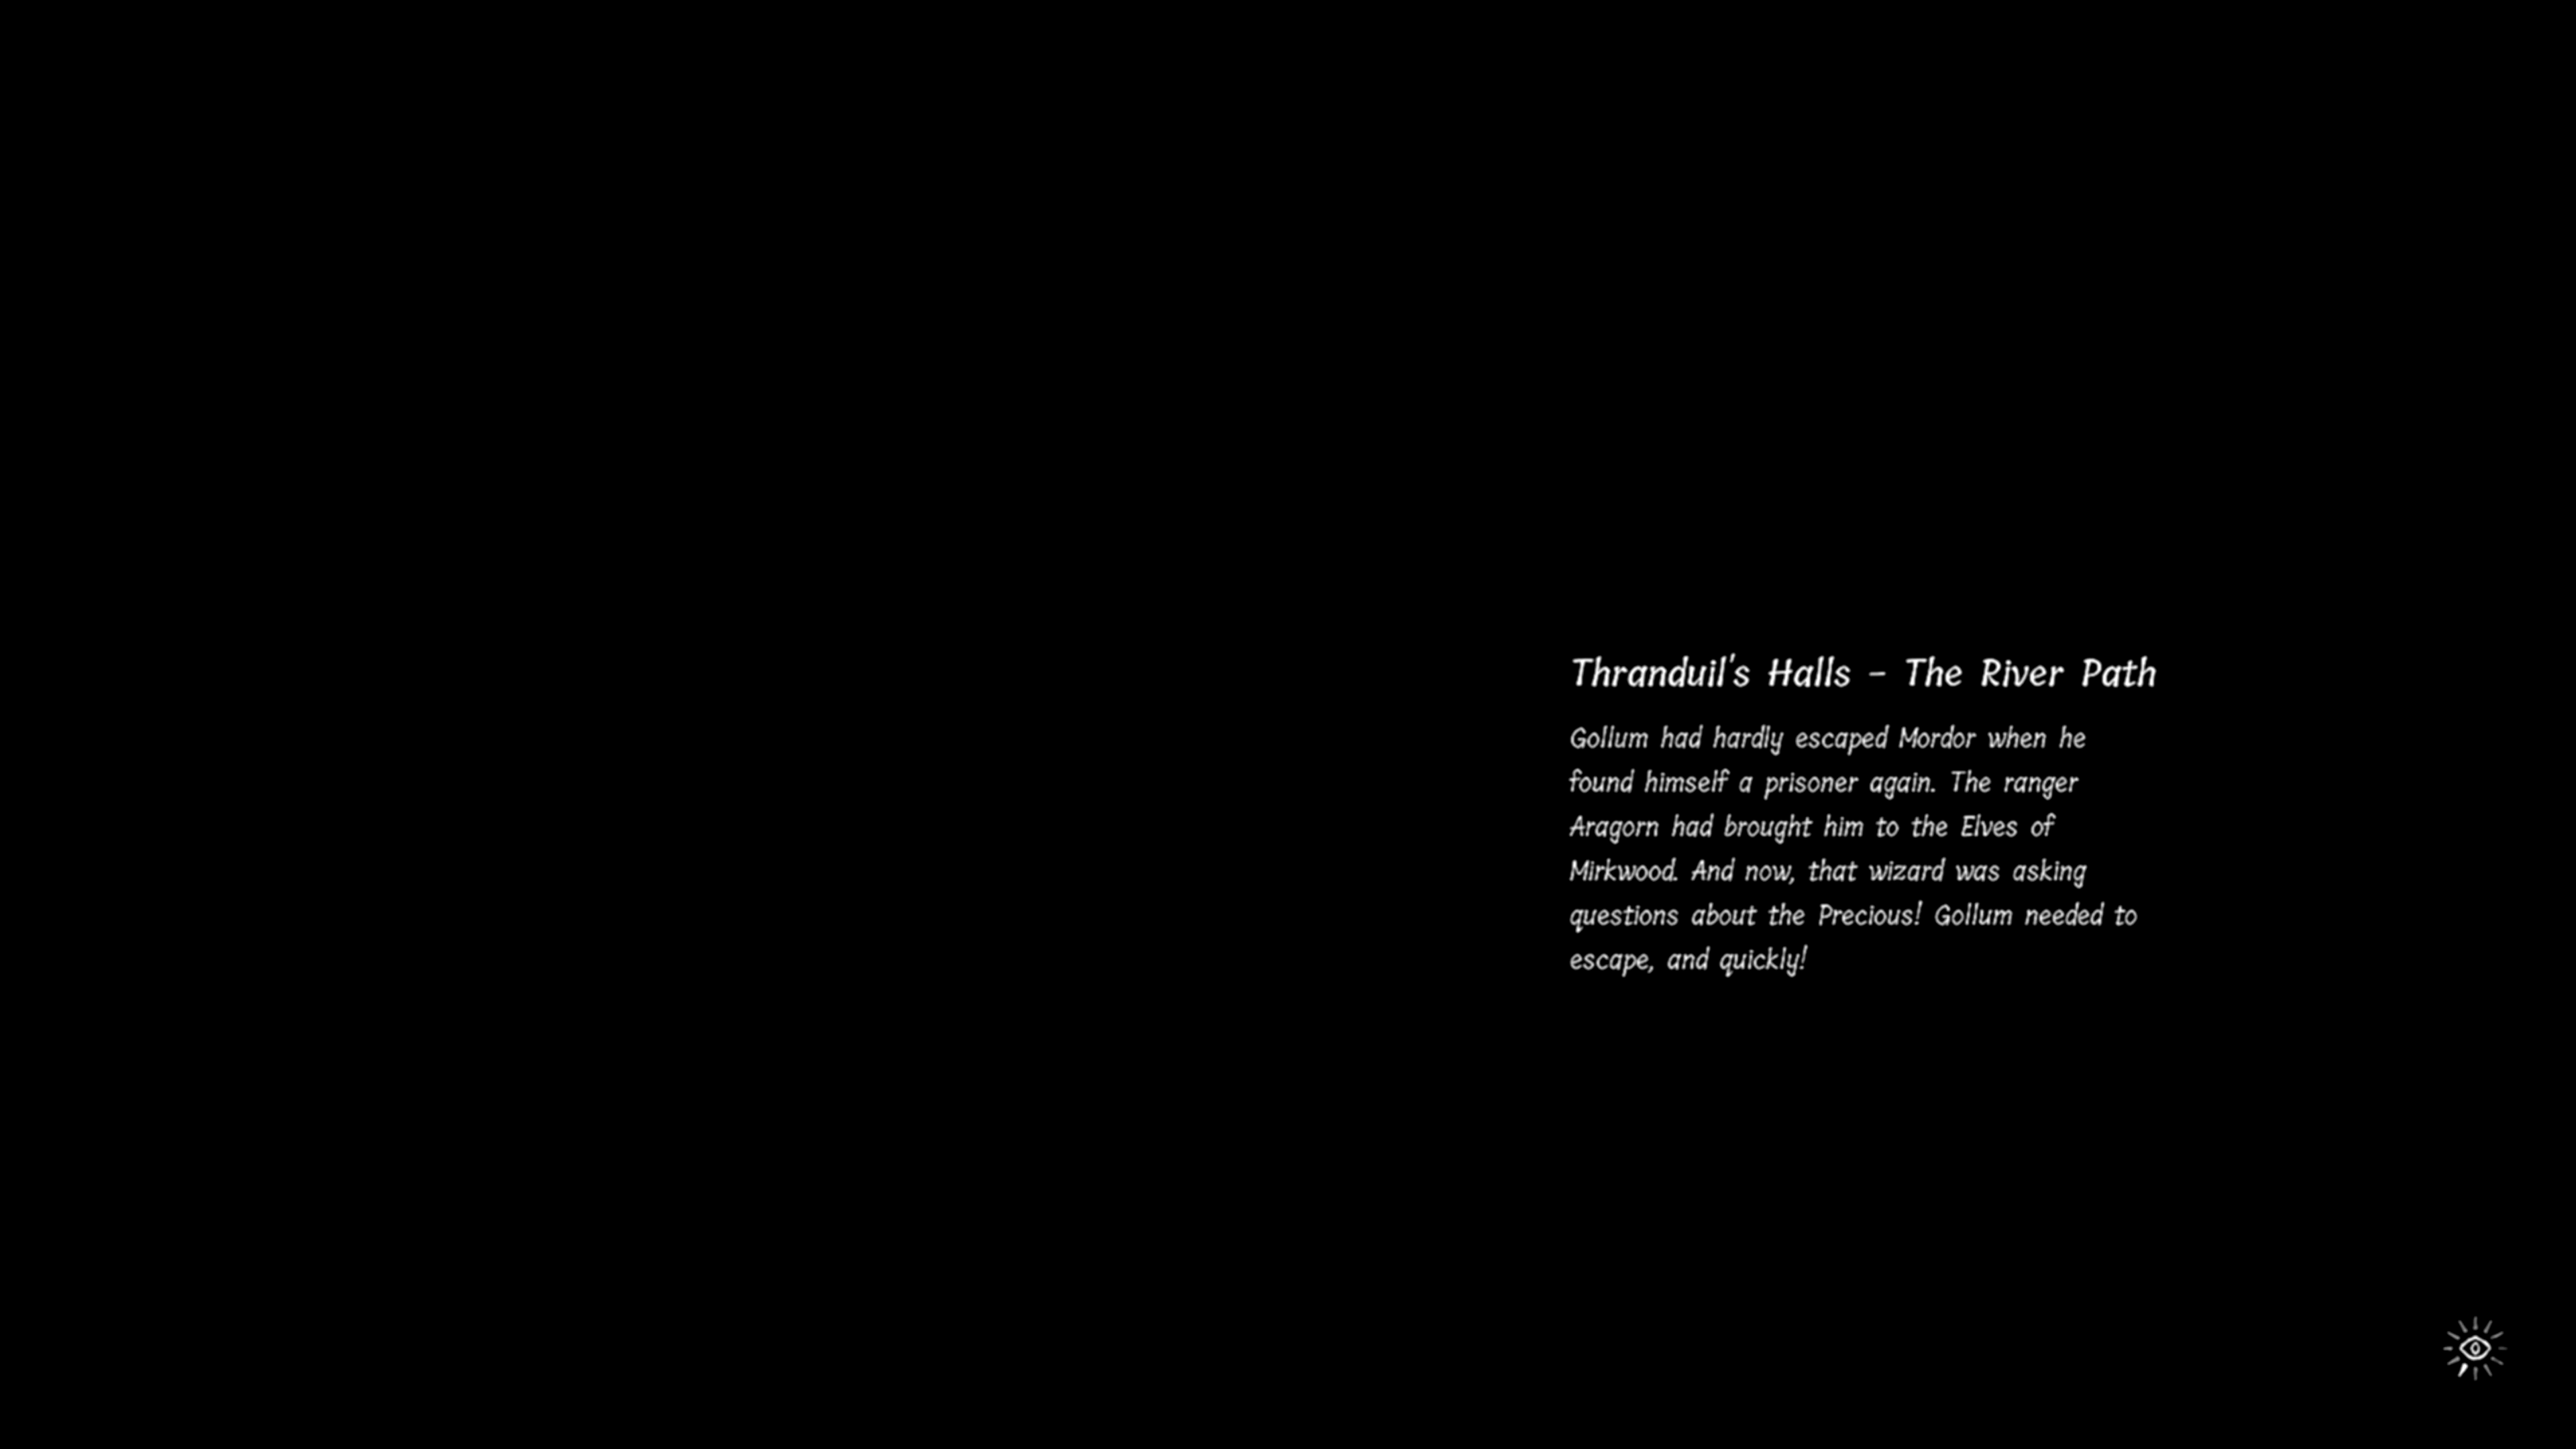 Thranduil's Halls - The River Path
Gollum had hardly escaped Mordor when he
found himself a prisoner again. The ranger
Aragorn had brought him to the Elves of
Mirkwood. And now, that wizard was asking
questions about the Precious! Gollum needed to
escape, and quickly!